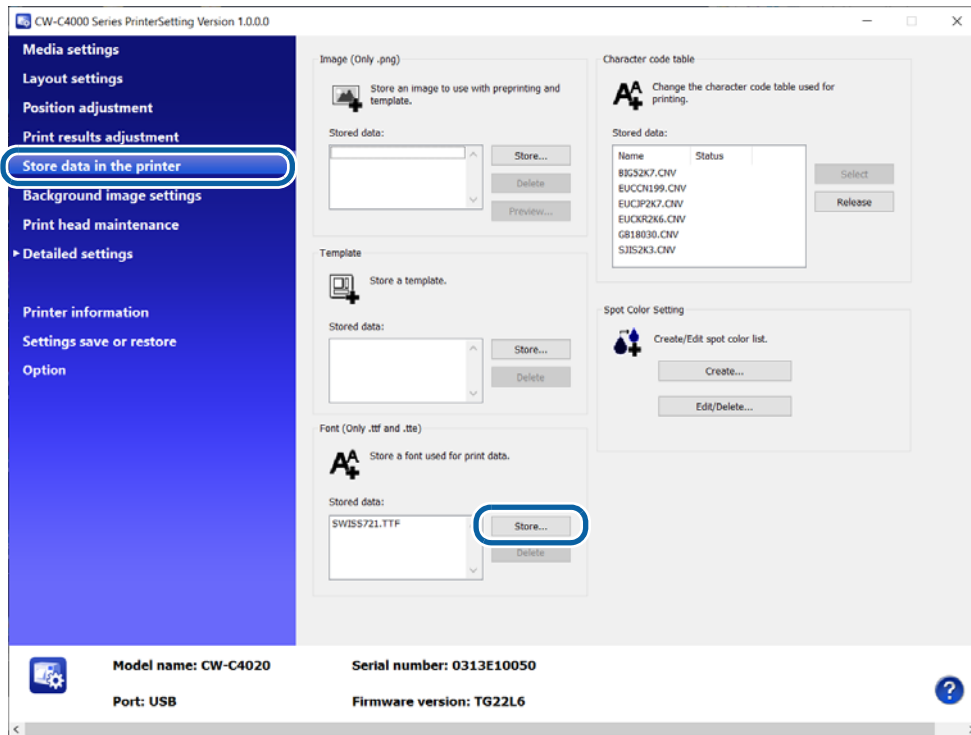 CW-C4000 Series PrinterSetting Version 1.0.0.0
Media settings
Layout settings
Position adjustment
Print results adjustment
Store data in the printer
Background image settings
Print head maintenance
Detailed settings
Printer information
Settings save or restore
Option
Image (Only .png)
Store an image to use with preprinting and
template.
Stored data:
Store...
Delete
Preview...
Template
Store a template.
Stored data:
Store...
Delete
Font (Only .ttf and .tte)
Store a font used for print data.
Stored data:
SWISS721.TTF
Store...
Delete
Character code table
Change the character code table used for
printing.
Stored data:
Name Status
BIG52K7.CNV
EUCCN199.CNV
EUCJP2K7.CNV
EUCKR2K6.CNV
GB18030.CNV
SJIS2K3.CNV
Select
Release
Spot Color Setting
Create/Edit spot color list.
Create...
Edit/Delete...
Model name: CW-C4020
Serial number: 0313E10050
Port: USB
Firmware version: TG22L6